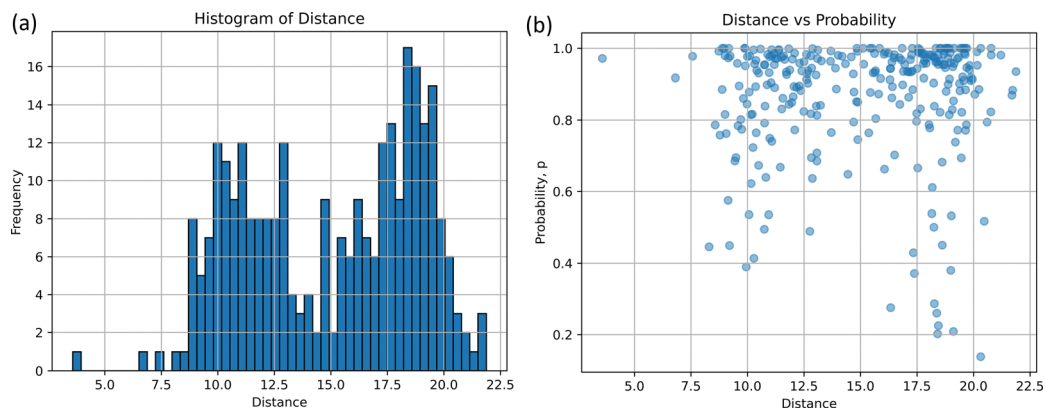 (a)
Histogram of Distance
16
14
12
10
8
6
4
2
0
Frequency
5.0 7.5 10.0 12.5 15.0 17.5 20.0 22.5
Distance
(b)
Distance vs Probability
1.0
0.8
0.6
0.4
0.2
Probability, p
5.0 7.5 10.0 12.5 15.0 17.5 20.0 22.5
Distance